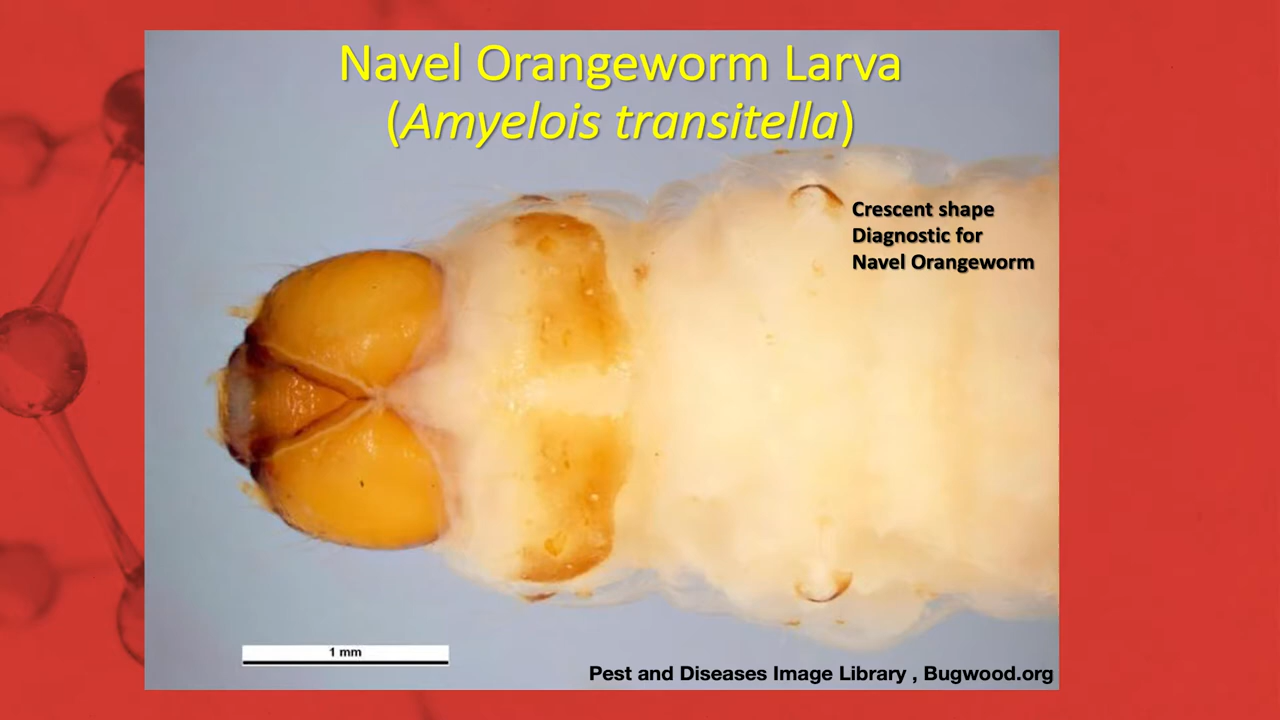 Navel Orangeworm Larva
(Amyelois transitella)
Crescent shape
Diagnostic for
Navel Orangeworm
1 mm
Pest and Diseases Image Library , Bugwood.org